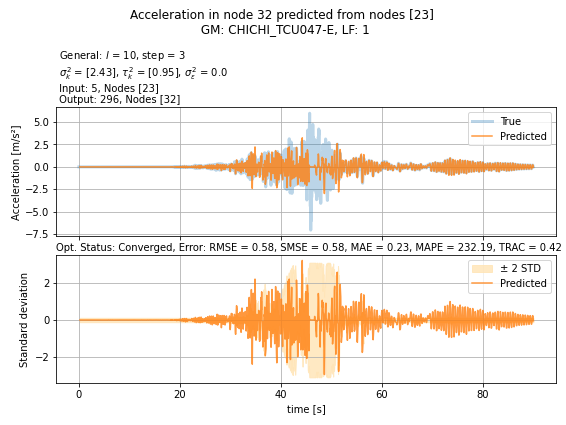 Acceleration in node 32 predicted from nodes [23]
GM: CHICHI_TCU047-E, LF: 1
General: l = 10, step = 3
σ²ₖ = [2.43], τ²ₖ = [0.95], σ²ₑ = 0.0
Input: 5, Nodes [23]
Output: 296, Nodes [32]
Acceleration [m/s²]
5.0
2.5
0.0
−2.5
−5.0
−7.5
True
Predicted
Opt. Status: Converged, Error: RMSE = 0.58, SMSE = 0.58, MAE = 0.23, MAPE = 232.19, TRAC = 0.42
Standard deviation
2
0
−2
± 2 STD
Predicted
0
20
40
60
80
time [s]